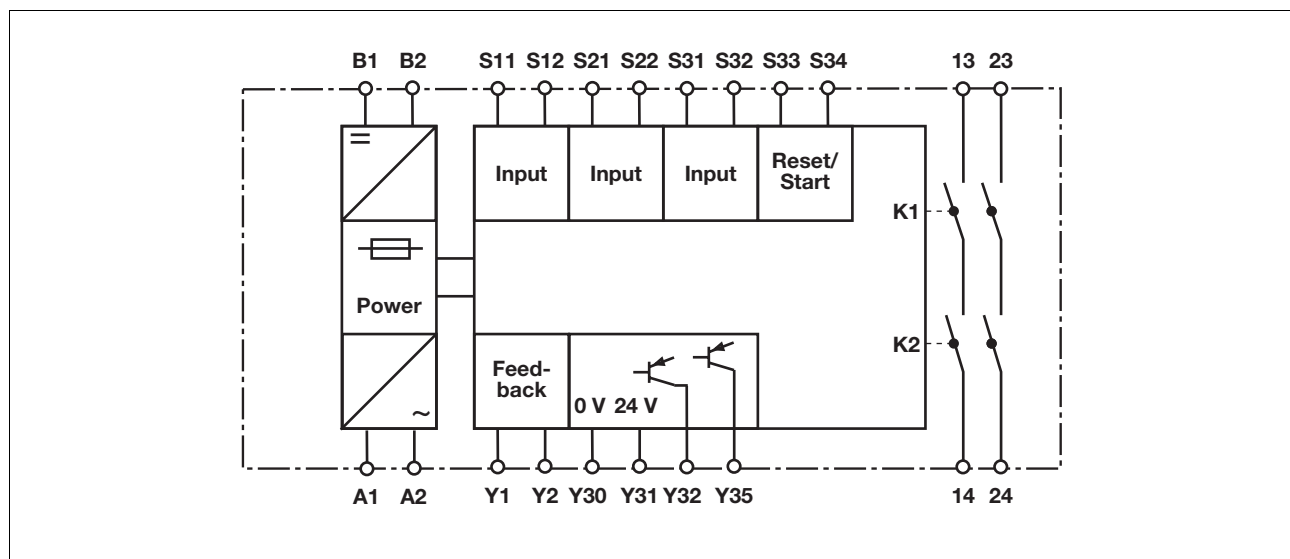 B1 B2 S11 S12 S21 S22 S31 S32 S33 S34 13 23
=
Input Input Input Reset/
Start
K1
Power
K2
Feed-
back
0 V 24 V
~
A1 A2 Y1 Y2 Y30 Y31 Y32 Y35 14 24